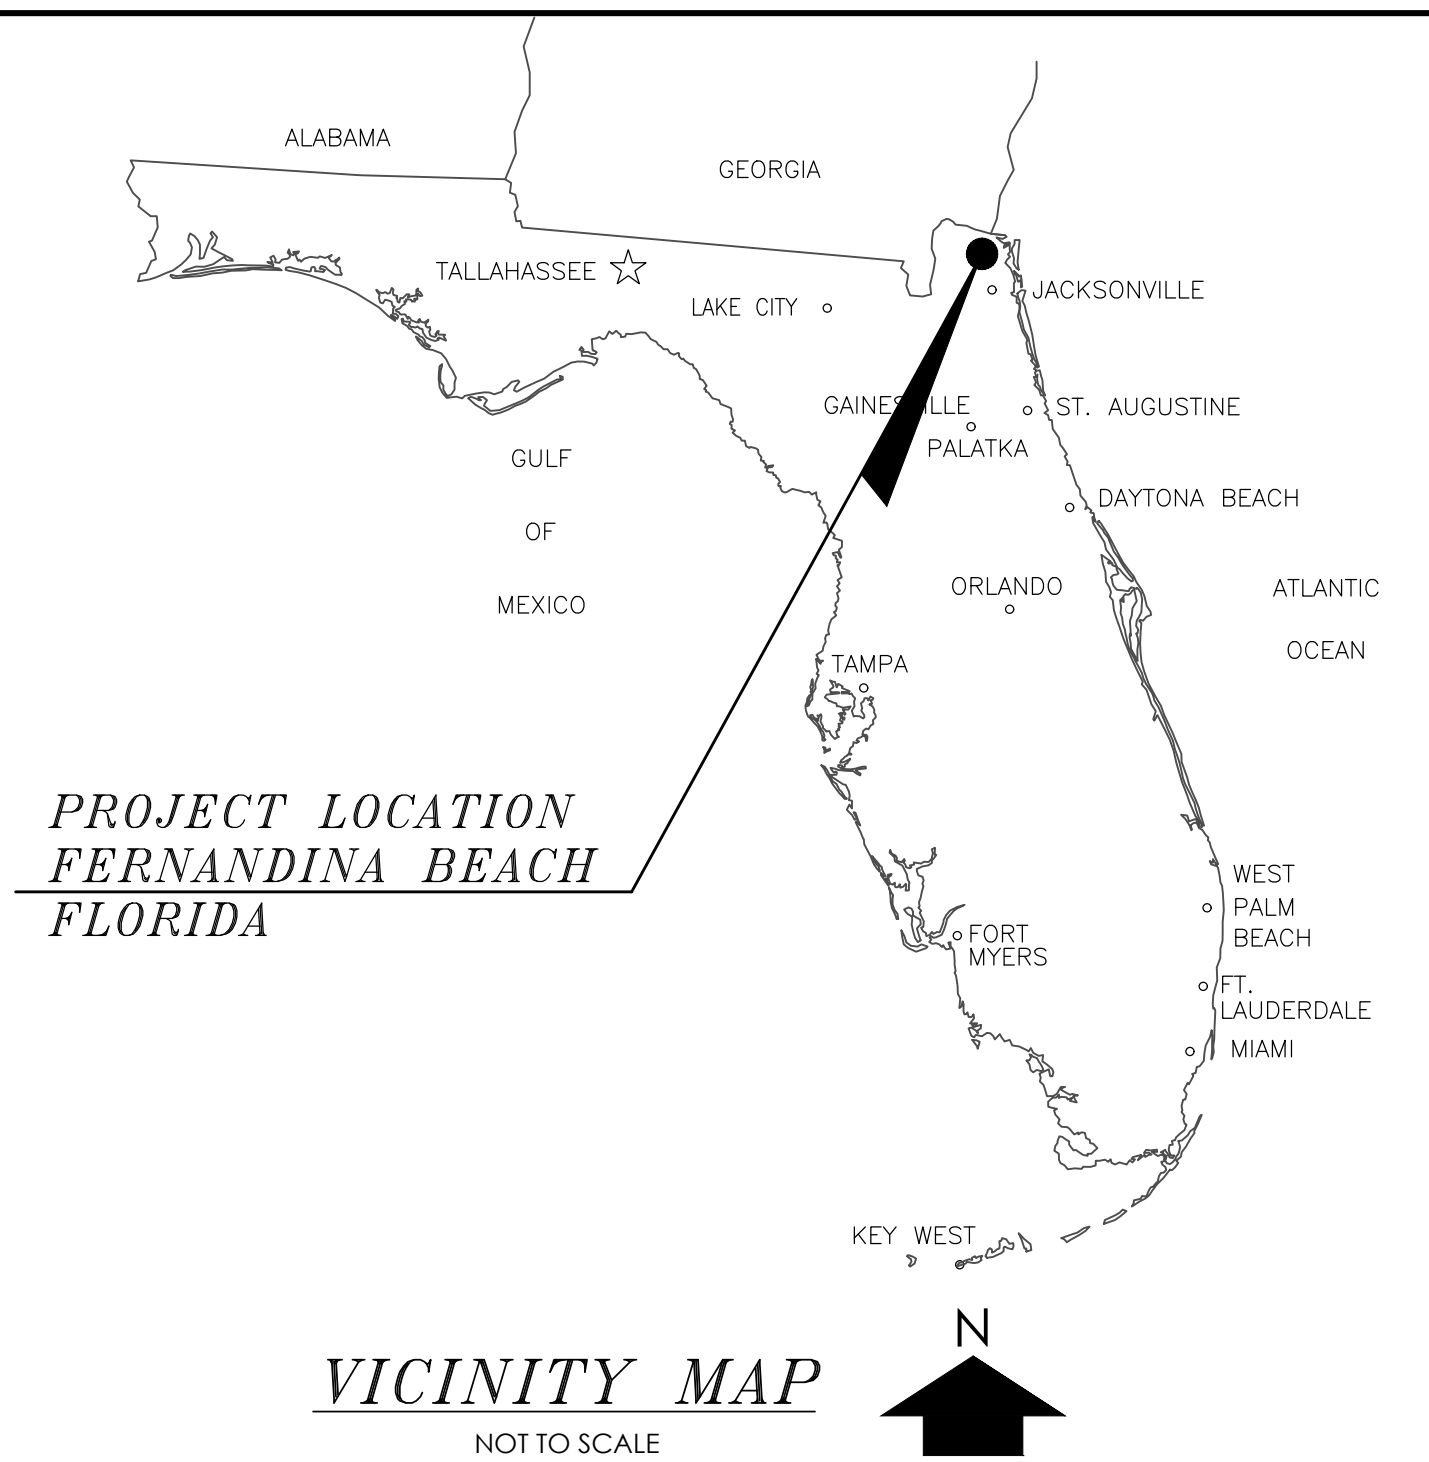 ALABAMA
GEORGIA
TALLAHASSEE
JACKSONVILLE
LAKE CITY
GAINESVILLE
ST. AUGUSTINE
PALATKA
GULF
OF
MEXICO
DAYTONA BEACH
ORLANDO
ATLANTIC
OCEAN
TAMPA
PROJECT LOCATION
FERNANDINA BEACH
FLORIDA
WEST
PALM
BEACH
FORT
MYERS
FT.
LAUDERDALE
MIAMI
KEY WEST
N
VICINITY MAP
NOT TO SCALE